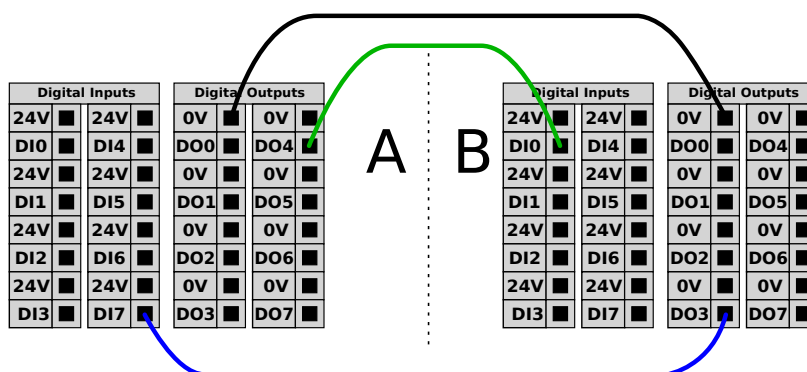 Digital Inputs Digital Outputs Digital Inputs Digital Outputs
24V 24V 0V 0V 24V 24V 0V 0V
DI0 DI4 DO0 DO4 A B DI0 DI4 DO0 DO4
24V 24V 0V 0V 24V 24V 0V 0V
DI1 DI5 DO1 DO5 DI1 DI5 DO1 DO5
24V 24V 0V 0V 24V 24V 0V 0V
DI2 DI6 DO2 DO6 DI2 DI6 DO2 DO6
24V 24V 0V 0V 24V 24V 0V 0V
DI3 DI7 DO3 DO7 DI3 DI7 DO3 DO7